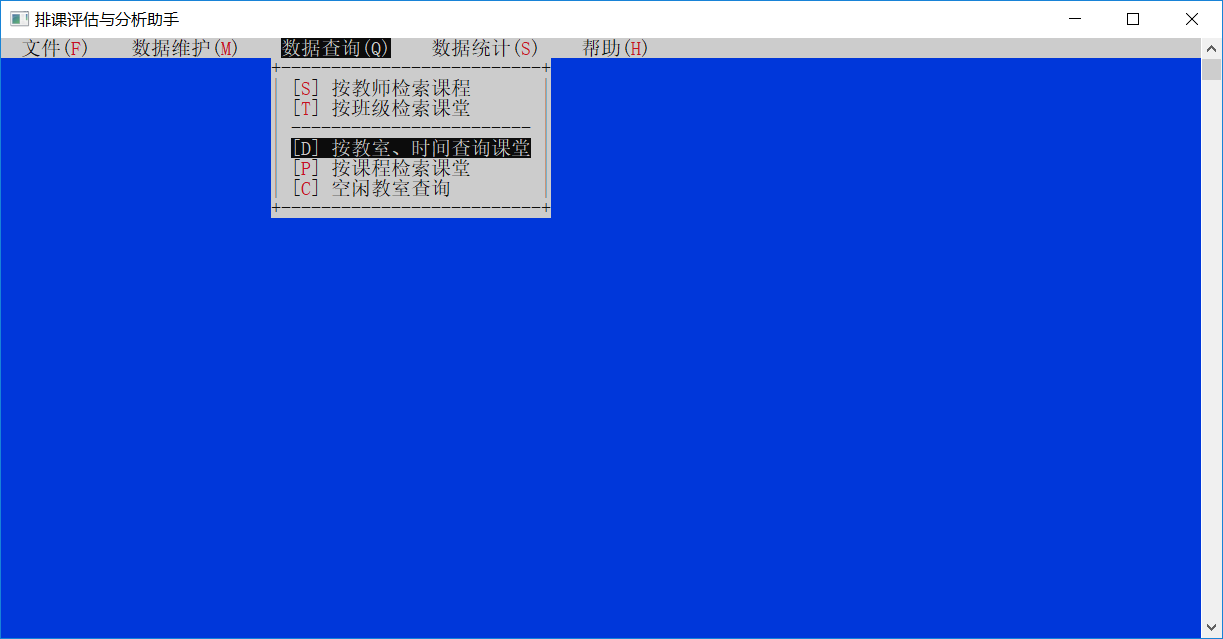 排课评估与分析助手
文件(F) 数据维护(M) 数据查询(Q) 数据统计(S) 帮助(H)
[S] 按教师检索课程
[T] 按班级检索课堂
[D] 按教室、时间查询课堂
[P] 按课程检索课堂
[C] 空闲教室查询